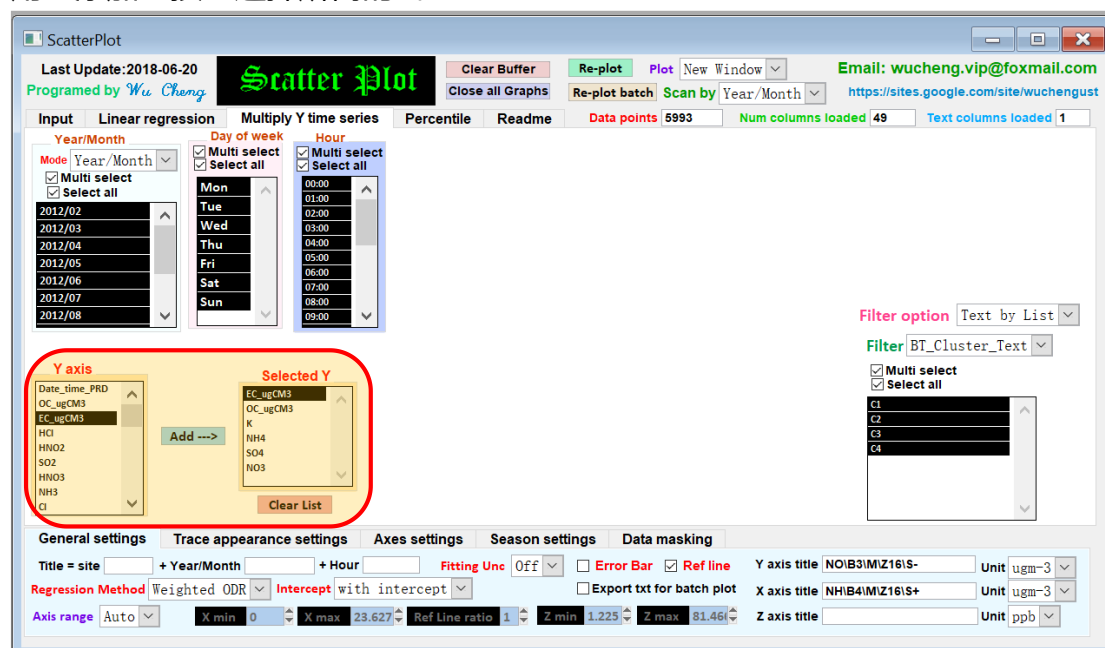 ScatterPlot
Last Update:2018-06-20
Programed by Wu Cheng
Scatter Plot
Clear Buffer
Close all Graphs
Re-plot
Plot New Window
Re-plot batch
Scan by Year/Month
Email: wucheng.vip@foxmail.com
https://sites.google.com/site/wuchengust
Input Linear regression Multiply Y time series Percentile Readme
Data points 5993
Num columns loaded 49
Text columns loaded 1
Year/Month
Mode Year/Month
Multi select
Select all
2012/02
2012/03
2012/04
2012/05
2012/06
2012/07
2012/08
Day of week
Multi select
Select all
Mon
Tue
Wed
Thu
Fri
Sat
Sun
Hour
Multi select
Select all
00:00
01:00
02:00
03:00
04:00
05:00
06:00
07:00
08:00
09:00
Filter option Text by List
Filter BT_Cluster_Text
Multi select
Select all
C1
C2
C3
C4
Y axis
Date_time_PRD
OC_ugCM3
EC_ugCM3
HCl
HNO2
SO2
HNO3
NH3
Cl
Add --->
Selected Y
EC_ugCM3
OC_ugCM3
K
NH4
SO4
NO3
Clear List
General settings Trace appearance settings Axes settings Season settings Data masking
Title = site + Year/Month + Hour Fitting Unc Off Error Bar Ref line Y axis title NO\B3\M\Z16\S- Unit ugm-3
Regression Method Weighted ODR Intercept with intercept Export txt for batch plot X axis title NH\B4\M\Z16\S+ Unit ugm-3
Axis range Auto X min 0 X max 23.627 Ref Line ratio 1 Z min 1.225 Z max Z axis title Unit ppb